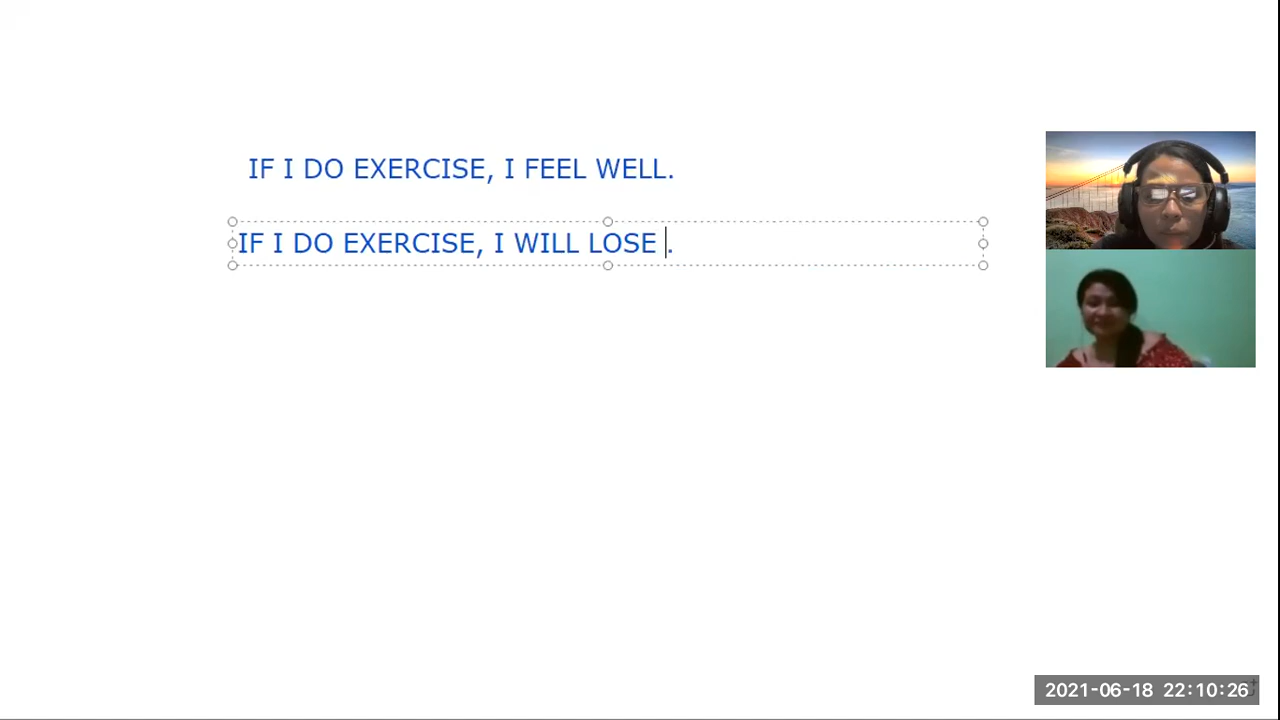 IF I DO EXERCISE, I FEEL WELL.
IF I DO EXERCISE, I WILL LOSE .
2021-06-18 22:10:26